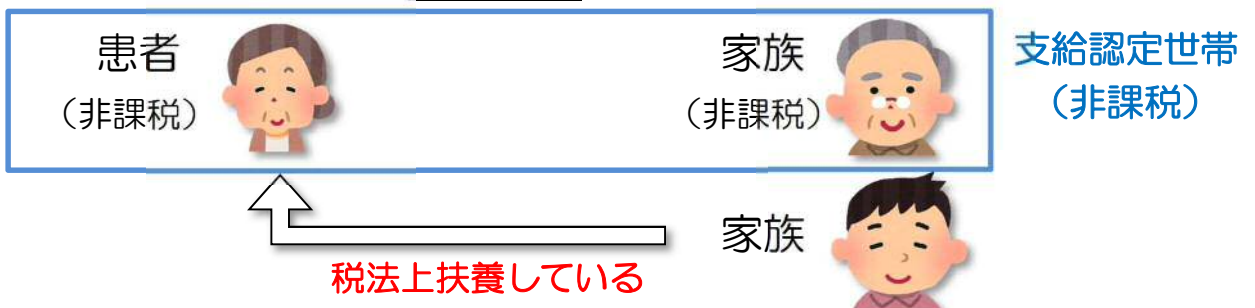 患者
（非課税）
家族
（非課税）
支給認定世帯
（非課税）
家族
税法上扶養している